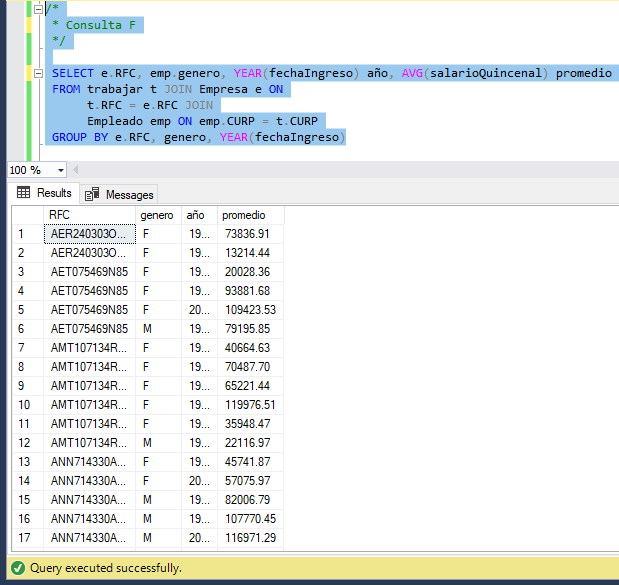 /*
* Consulta F
*/
SELECT e.RFC, emp.genero, YEAR(fechaIngreso) año, AVG(salarioQuincenal) promedio
FROM trabajar t JOIN Empresa e ON
t.RFC = e.RFC JOIN
Empleado emp ON emp.CURP = t.CURP
GROUP BY e.RFC, genero, YEAR(fechaIngreso)
100 %
Results Messages
RFC genero año promedio
1 AER240303O... F 19... 73836.91
2 AER240303O... F 19... 13214.44
3 AET075469N85 F 19... 20028.36
4 AET075469N85 F 19... 93881.68
5 AET075469N85 F 20... 109423.53
6 AET075469N85 M 19... 79195.85
7 AMT107134R... F 19... 40664.63
8 AMT107134R... F 19... 70487.70
9 AMT107134R... F 19... 65221.44
10 AMT107134R... F 19... 119976.51
11 AMT107134R... F 19... 35948.47
12 AMT107134R... M 19... 22116.97
13 ANN714330A... F 19... 45741.87
14 ANN714330A... F 20... 57075.97
15 ANN714330A... M 19... 82006.79
16 ANN714330A... M 19... 107770.45
17 ANN714330A... M 20... 116971.29
Query executed successfully.